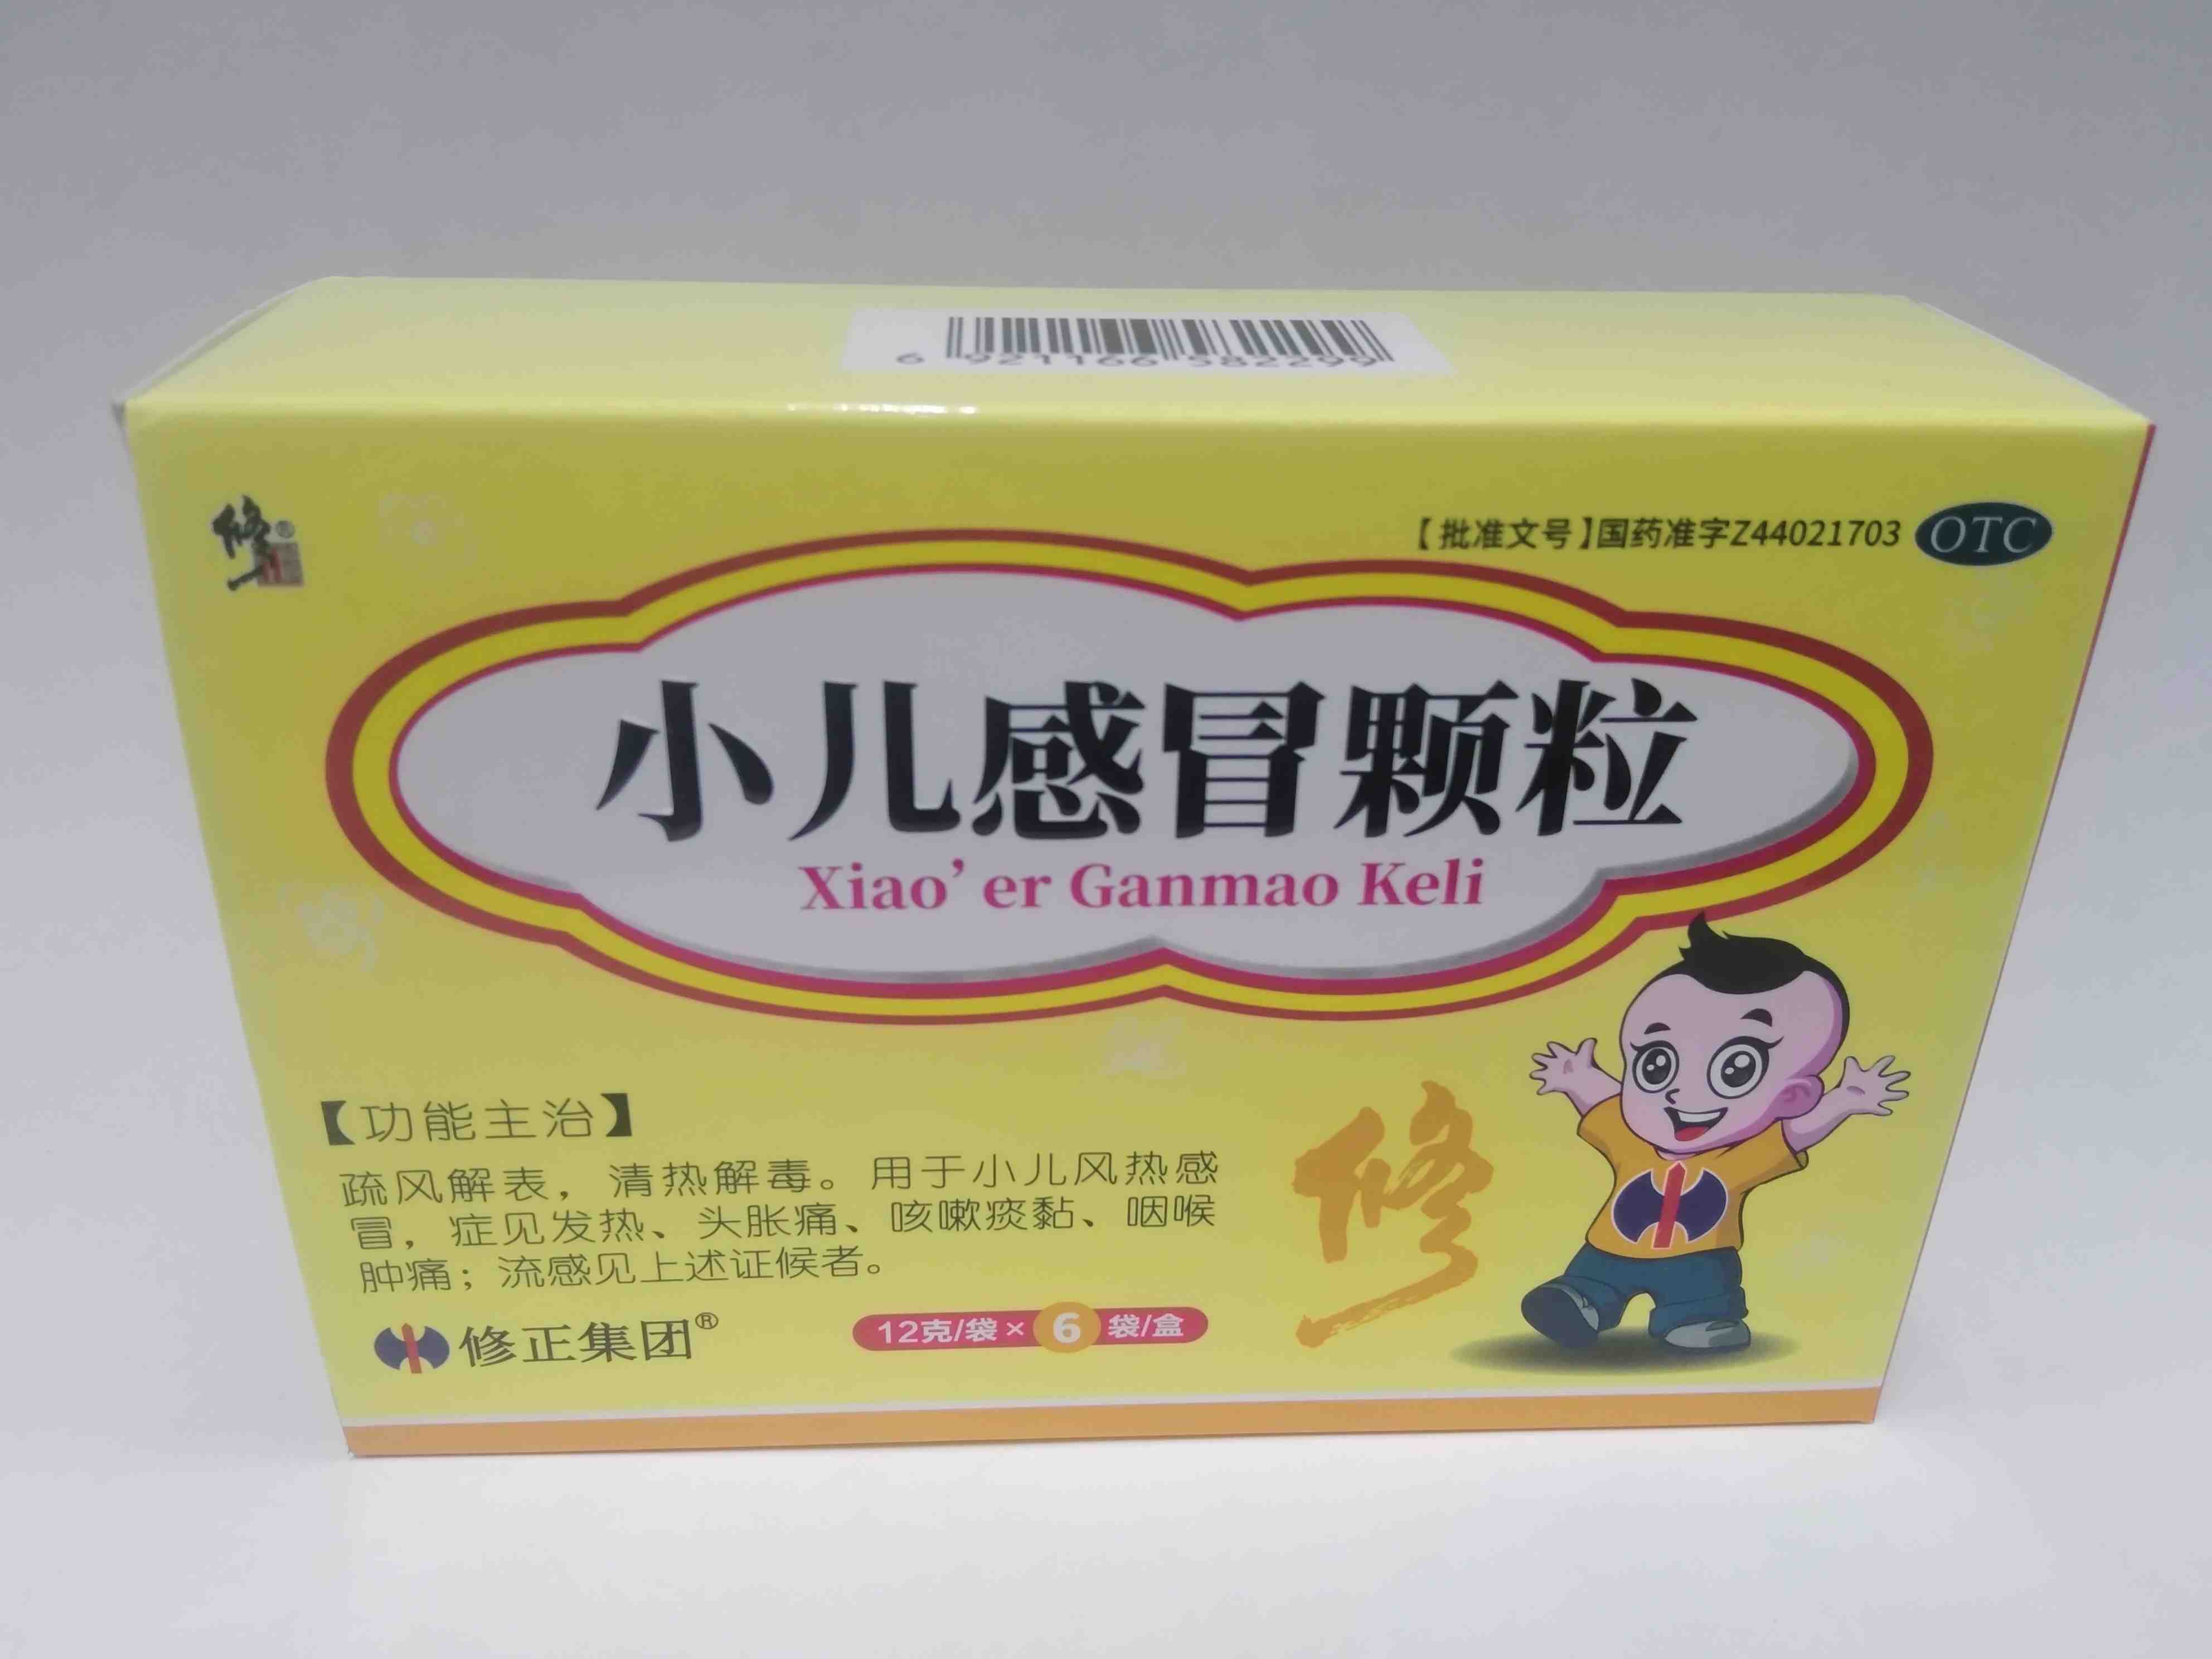 6 921166 582299
修®
【批准文号】国药准字Z44021703 OTC
小儿感冒颗粒
Xiao’er Ganmao Keli
【功能主治】
疏风解表，清热解毒。用于小儿风热感
冒，症见发热、头胀痛、咳嗽痰黏、咽喉
肿痛；流感见上述证候者。
修
修正集团®
12克/袋×6袋/盒